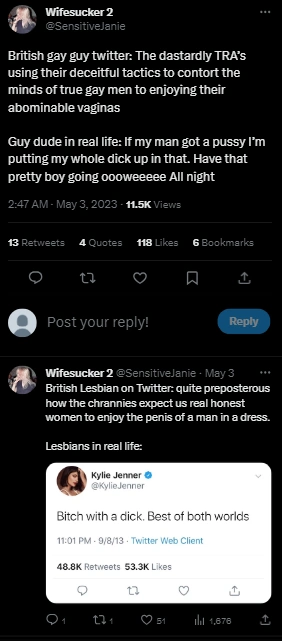 Wifesucker 2
@SensitiveJanie
British gay guy twitter: The dastardly TRA's
using their deceitful tactics to contort the
minds of true gay men to enjoying their
abominable vaginas
Guy dude in real life: If my man got a pussy I'm
putting my whole dick up in that. Have that
pretty boy going oooweeeee All night
2:47 AM · May 3, 2023 · 11.5K Views
13 Retweets 4 Quotes 118 Likes 6 Bookmarks
Post your reply!
Reply
Wifesucker 2 @SensitiveJanie · May 3
British Lesbian on Twitter: quite preposterous
how the chrannies expect us real honest
women to enjoy the penis of a man in a dress.
Lesbians in real life:
Kylie Jenner
@KylieJenner
Bitch with a dick. Best of both worlds
11:01 PM · 9/8/13 · Twitter Web Client
48.8K Retweets 53.3K Likes
1 1 51 1,676